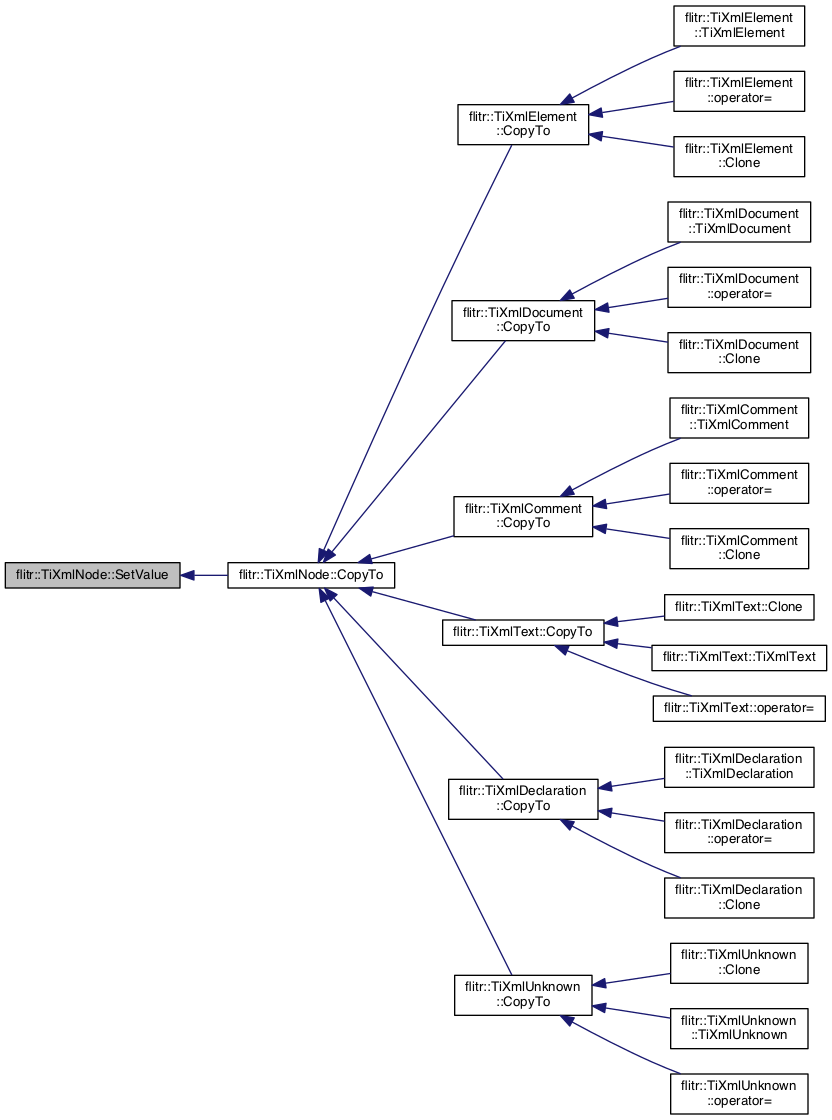 flitr::TiXmlElement
::TiXmlElement
flitr::TiXmlElement
::operator=
flitr::TiXmlElement
::CopyTo
flitr::TiXmlElement
::Clone
flitr::TiXmlDocument
::TiXmlDocument
flitr::TiXmlDocument
::operator=
flitr::TiXmlDocument
::CopyTo
flitr::TiXmlDocument
::Clone
flitr::TiXmlComment
::TiXmlComment
flitr::TiXmlComment
::operator=
flitr::TiXmlComment
::CopyTo
flitr::TiXmlComment
::Clone
flitr::TiXmlNode::SetValue
flitr::TiXmlNode::CopyTo
flitr::TiXmlText::Clone
flitr::TiXmlText::CopyTo
flitr::TiXmlText::TiXmlText
flitr::TiXmlText::operator=
flitr::TiXmlDeclaration
::TiXmlDeclaration
flitr::TiXmlDeclaration
::CopyTo
flitr::TiXmlDeclaration
::operator=
flitr::TiXmlDeclaration
::Clone
flitr::TiXmlUnknown
::Clone
flitr::TiXmlUnknown
::CopyTo
flitr::TiXmlUnknown
::TiXmlUnknown
flitr::TiXmlUnknown
::operator=